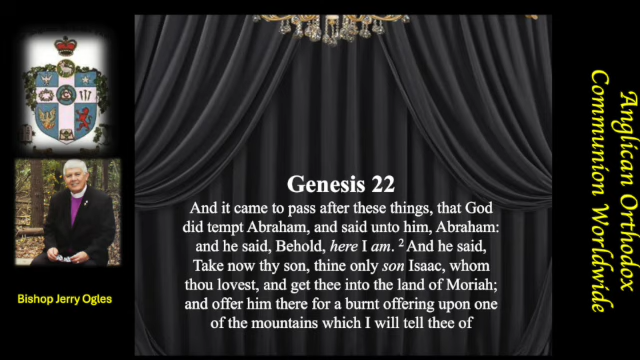 Genesis 22
And it came to pass after these things, that God
did tempt Abraham, and said unto him, Abraham:
and he said, Behold, here I am. 2 And he said,
Take now thy son, thine only son Isaac, whom
thou lovest, and get thee into the land of Moriah;
and offer him there for a burnt offering upon one
of the mountains which I will tell thee of
Bishop Jerry Ogles
Anglican Orthodox
Communion Worldwide